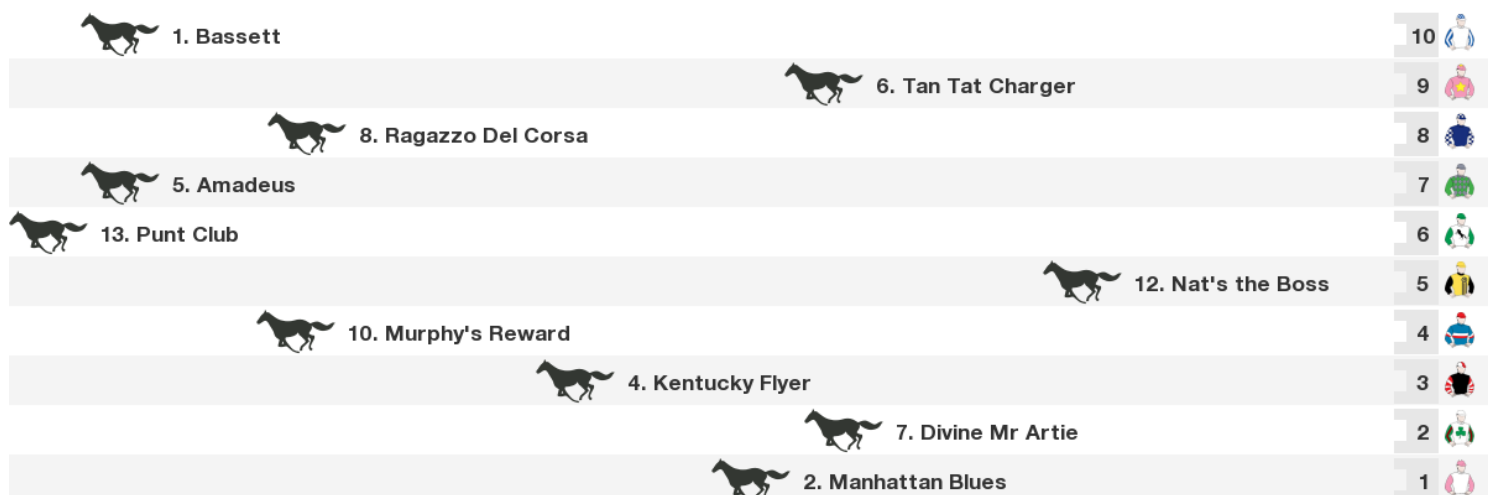 1. Bassett 10
6. Tan Tat Charger 9
8. Ragazzo Del Corsa 8
5. Amadeus 7
13. Punt Club 6
12. Nat's the Boss 5
10. Murphy's Reward 4
4. Kentucky Flyer 3
7. Divine Mr Artie 2
2. Manhattan Blues 1